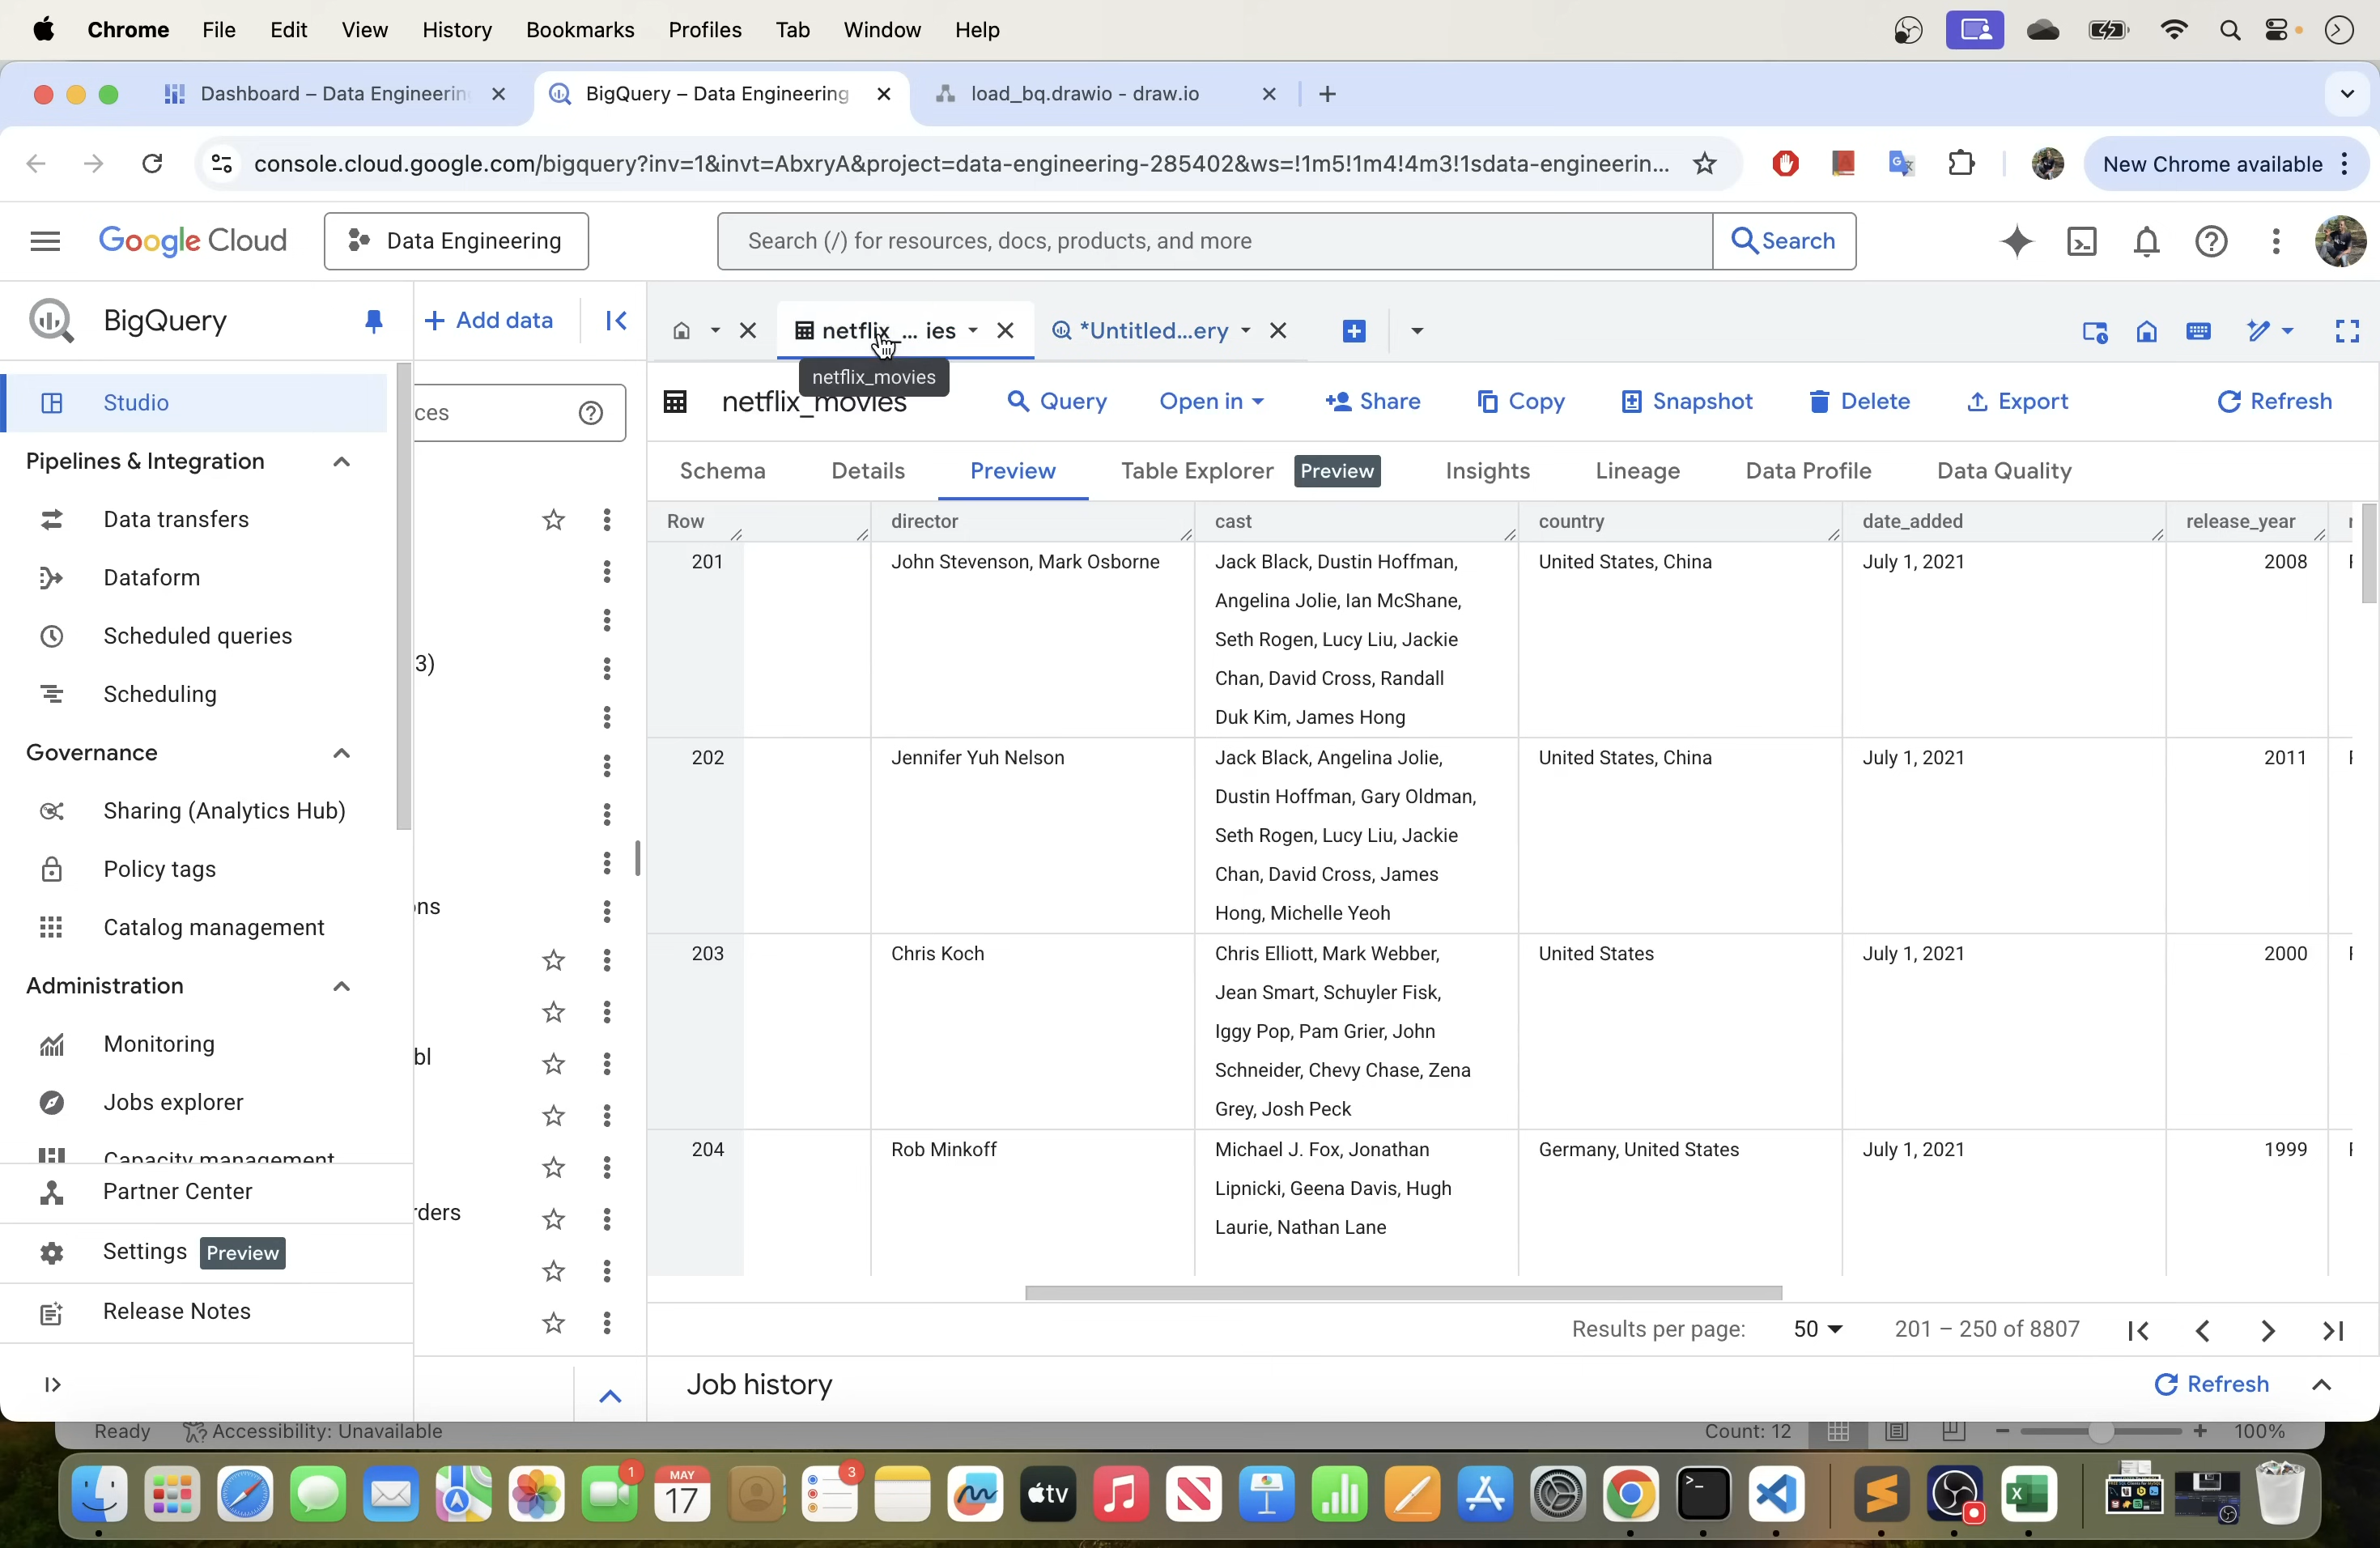 Chrome File Edit View History Bookmarks Profiles Tab Window Help
Dashboard – Data Engineerin
BigQuery – Data Engineering
load_bq.drawio - draw.io
console.cloud.google.com/bigquery?inv=1&invt=AbxryA&project=data-engineering-285402&ws=!1m5!1m4!4m3!1sdata-engineerin...
New Chrome available
Google Cloud
Data Engineering
Search (/) for resources, docs, products, and more
Search
BigQuery
+ Add data
netflix_... ies
*Untitled...ery
netflix_movies
netflix_movies
Query
Open in
Share
Copy
Snapshot
Delete
Export
Refresh
Studio
ces
Pipelines & Integration
Data transfers
Dataform
Scheduled queries
Scheduling
3)
Governance
Sharing (Analytics Hub)
Policy tags
ons
Catalog management
Administration
Monitoring
bl
Jobs explorer
Capacity management
Partner Center
rders
Settings Preview
Release Notes
Schema Details Preview Table Explorer Preview Insights Lineage Data Profile Data Quality
Row director cast country date_added release_year
201 John Stevenson, Mark Osborne Jack Black, Dustin Hoffman, United States, China July 1, 2021 2008
Angelina Jolie, Ian McShane,
Seth Rogen, Lucy Liu, Jackie
Chan, David Cross, Randall
Duk Kim, James Hong
202 Jennifer Yuh Nelson Jack Black, Angelina Jolie, United States, China July 1, 2021 2011
Dustin Hoffman, Gary Oldman,
Seth Rogen, Lucy Liu, Jackie
Chan, David Cross, James
Hong, Michelle Yeoh
203 Chris Koch Chris Elliott, Mark Webber, United States July 1, 2021 2000
Jean Smart, Schuyler Fisk,
Iggy Pop, Pam Grier, John
Schneider, Chevy Chase, Zena
Grey, Josh Peck
204 Rob Minkoff Michael J. Fox, Jonathan Germany, United States July 1, 2021 1999
Lipnicki, Geena Davis, Hugh
Laurie, Nathan Lane
Results per page: 50 201 – 250 of 8807
Job history
Refresh
Ready Accessibility: Unavailable Count: 12 100%
1
MAY
17
3
tv